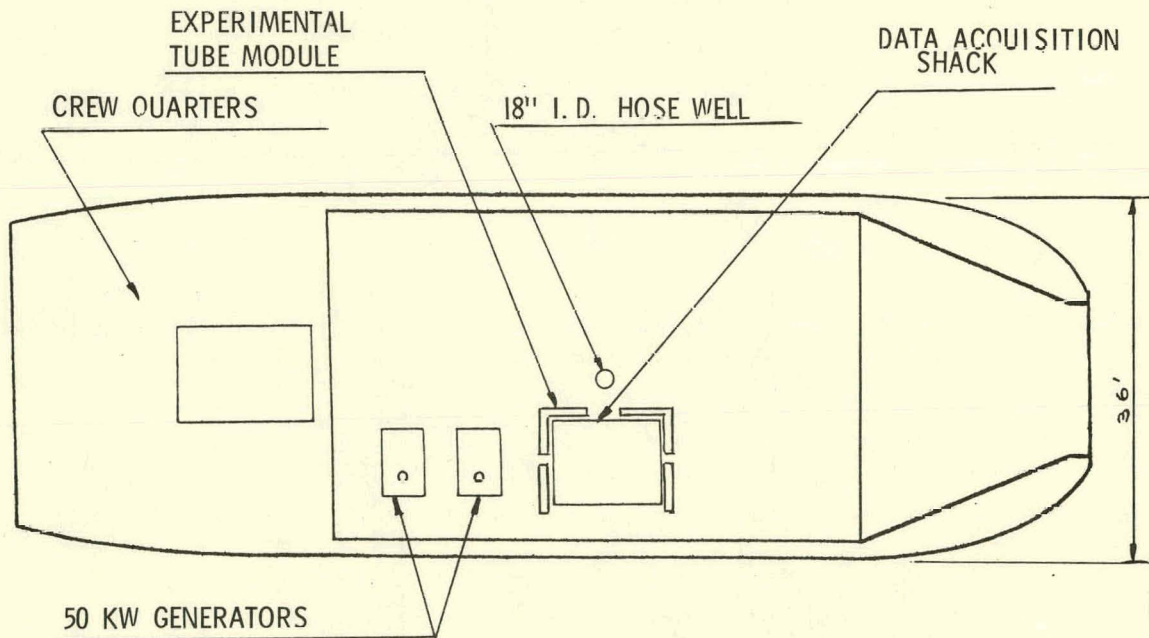 EXPERIMENTAL
TUBE MODULE
DATA ACQUISITION
SHACK
CREW QUARTERS
18" I.D. HOSE WELL
36'
50 KW GENERATORS